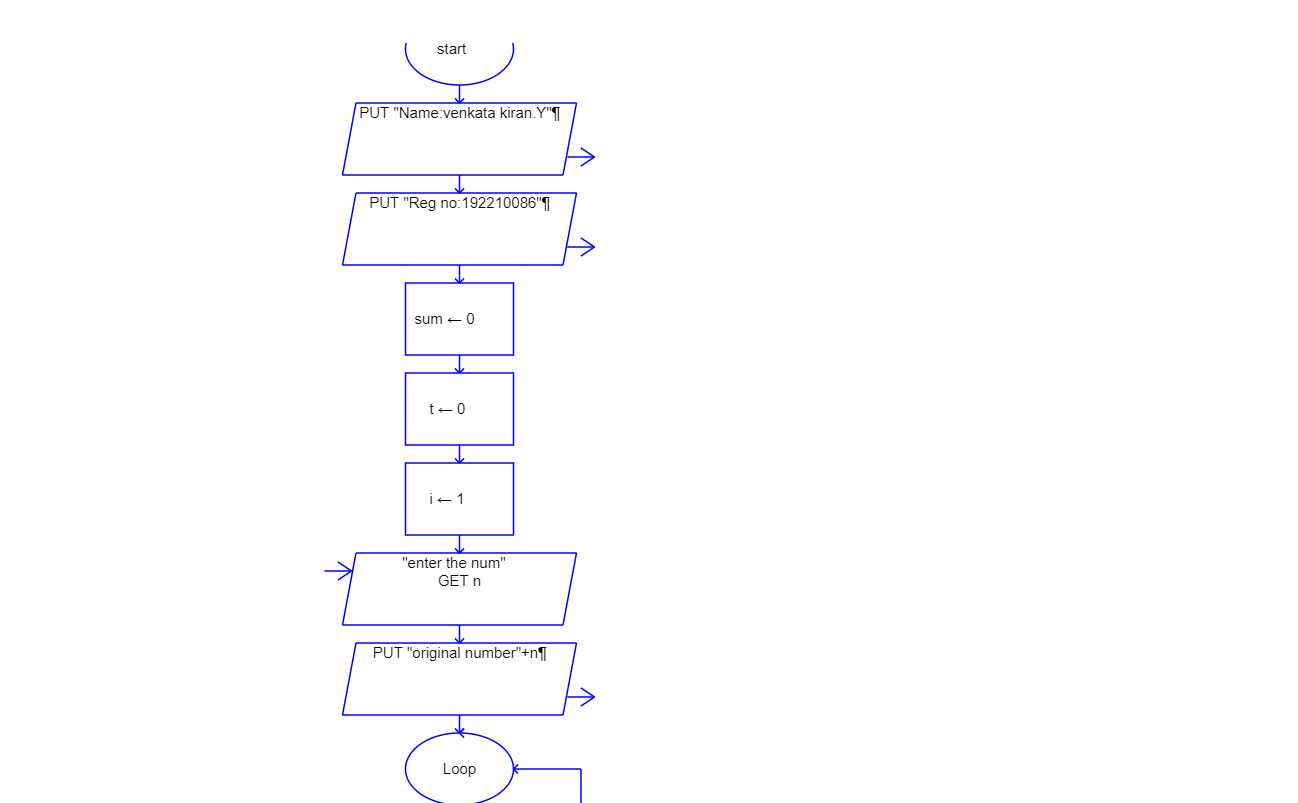 start
PUT "Name:venkata kiran.Y"¶
PUT "Reg no:192210086"¶
sum ← 0
t ← 0
i ← 1
"enter the num"
GET n
PUT "original number"+n¶
Loop